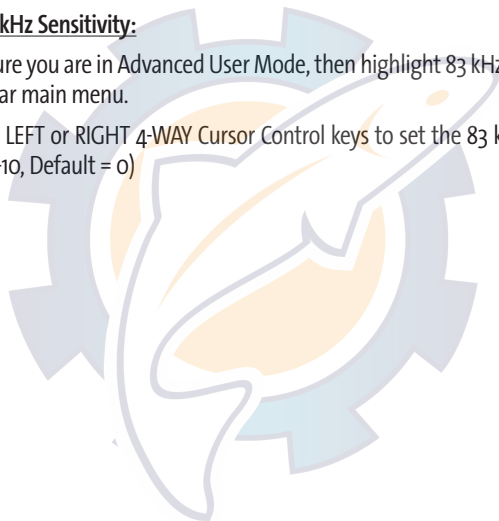 kHz Sensitivity:
ure you are in Advanced User Mode, then highlight 83 kHz
ar main menu.
LEFT or RIGHT 4-WAY Cursor Control keys to set the 83 k
10, Default = 0)